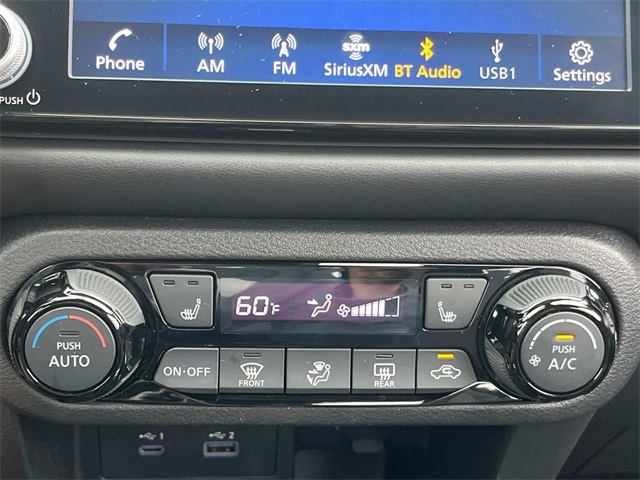 Phone AM FM SiriusXM BT Audio USB1 Settings
sxm
PUSH
60°F
PUSH AUTO
ON·OFF FRONT REAR
PUSH A/C
1 2